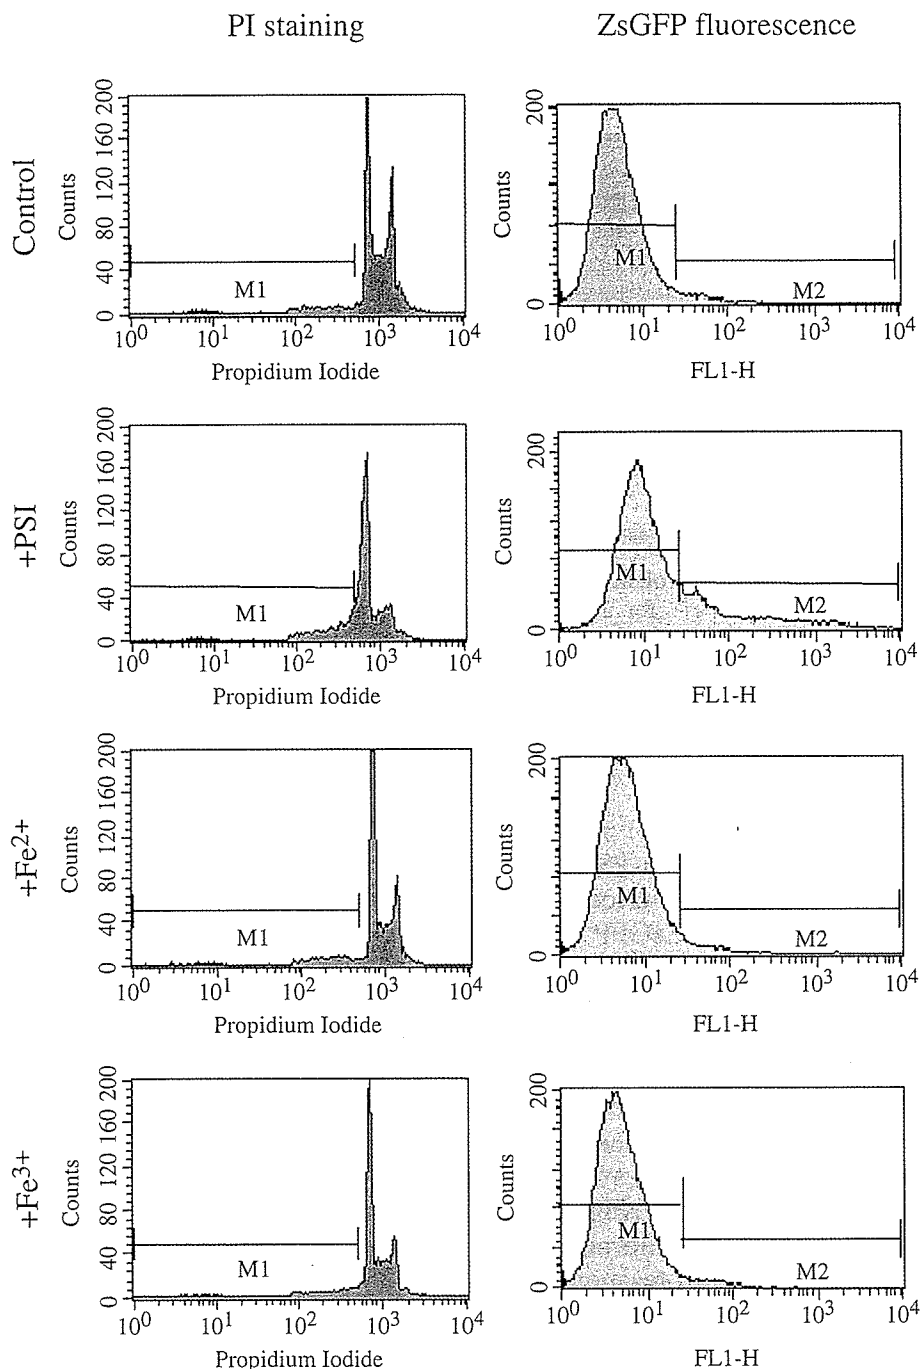 PI staining
ZsGFP fluorescence
Control
Counts
0 40 80 120 160 200
M1
10^0 10^1 10^2 10^3 10^4
Propidium Iodide
Counts
0 200
M1
M2
10^0 10^1 10^2 10^3 10^4
FL1-H
+PSI
Counts
0 40 80 120 160 200
M1
10^0 10^1 10^2 10^3 10^4
Propidium Iodide
Counts
0 200
M1
M2
10^0 10^1 10^2 10^3 10^4
FL1-H
+Fe2+
Counts
0 40 80 120 160 200
M1
10^0 10^1 10^2 10^3 10^4
Propidium Iodide
Counts
0 200
M1
M2
10^0 10^1 10^2 10^3 10^4
FL1-H
+Fe3+
Counts
0 40 80 120 160 200
M1
10^0 10^1 10^2 10^3 10^4
Propidium Iodide
Counts
0 200
M1
M2
10^0 10^1 10^2 10^3 10^4
FL1-H